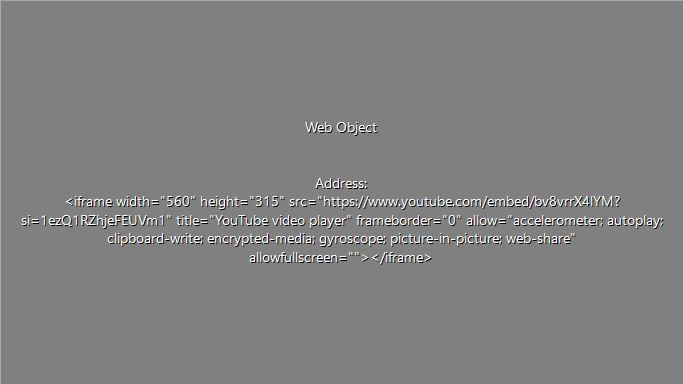 Web Object
Address:
<iframe width="560" height="315" src="https://www.youtube.com/embed/bv8vrrX4lYM?
si=1ezQ1RZhjeFEUVm1" title="YouTube video player" frameborder="0" allow="accelerometer; autoplay;
clipboard-write; encrypted-media; gyroscope; picture-in-picture; web-share"
allowfullscreen=""></iframe>